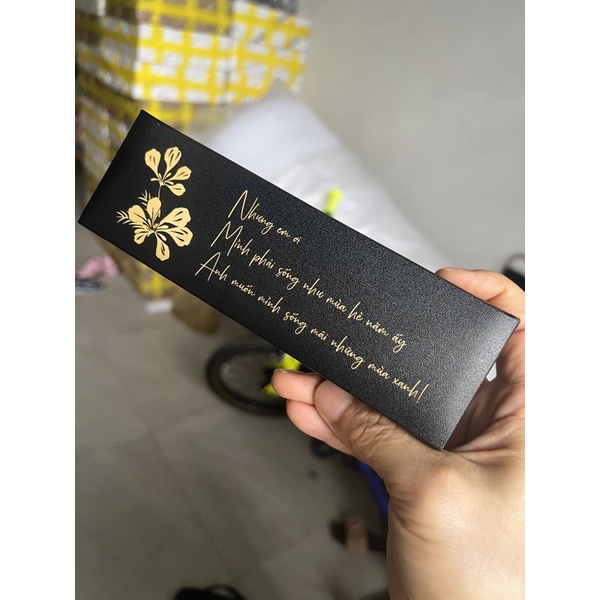 Nhưng em ơi
Mình phải sống như mùa hè năm ấy
Anh muốn mình sống mãi những mùa xanh!